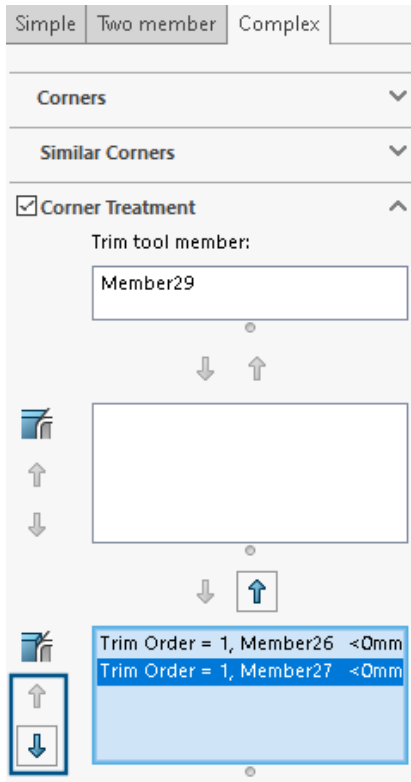 Simple Two member Complex
Corners
Similar Corners
Corner Treatment
Trim tool member:
Member29
Trim Order = 1, Member26 <0mm
Trim Order = 1, Member27 <0mm